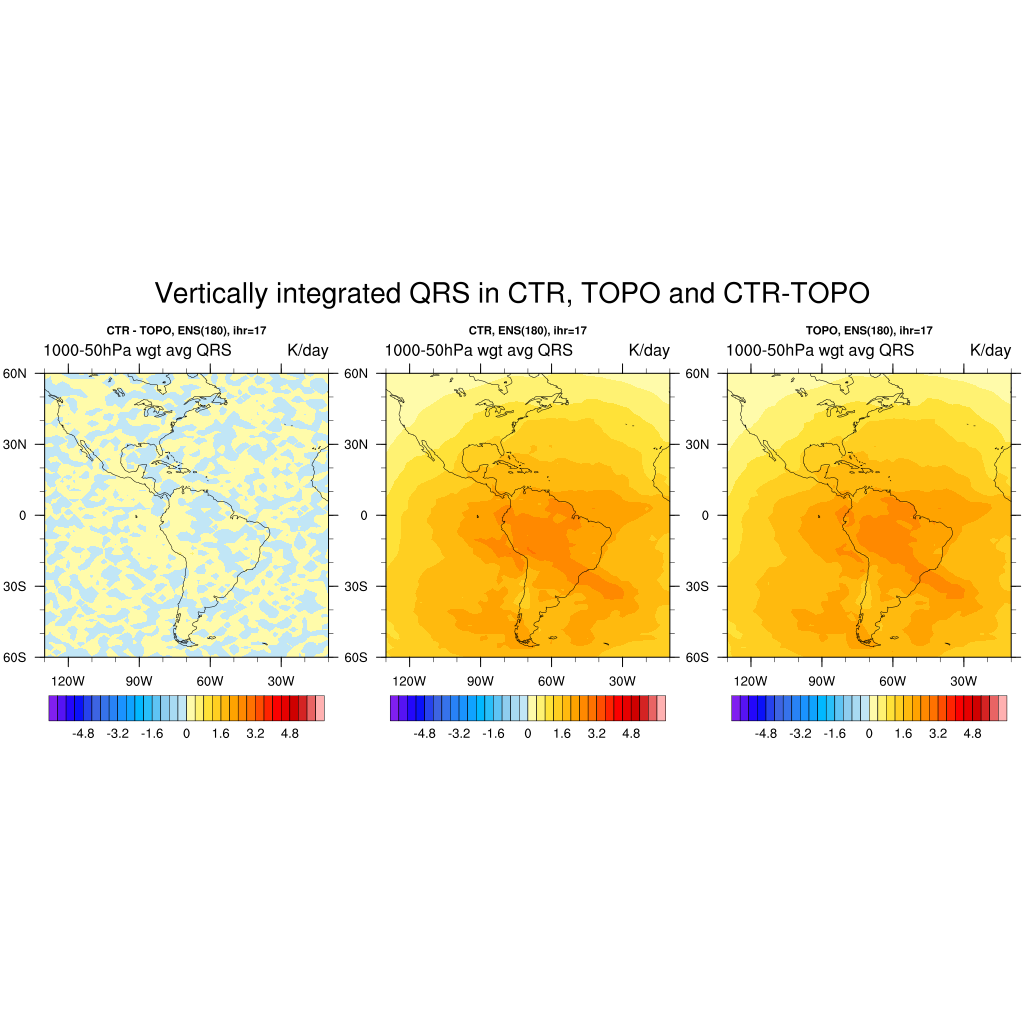 Vertically integrated QRS in CTR, TOPO and CTR-TOPO
CTR - TOPO, ENS(180), ihr=17
1000-50hPa wgt avg QRS K/day
60N
30N
0
30S
60S
120W 90W 60W 30W
-4.8 -3.2 -1.6 0 1.6 3.2 4.8
CTR, ENS(180), ihr=17
1000-50hPa wgt avg QRS K/day
60N
30N
0
30S
60S
120W 90W 60W 30W
-4.8 -3.2 -1.6 0 1.6 3.2 4.8
TOPO, ENS(180), ihr=17
1000-50hPa wgt avg QRS K/day
60N
30N
0
30S
60S
120W 90W 60W 30W
-4.8 -3.2 -1.6 0 1.6 3.2 4.8